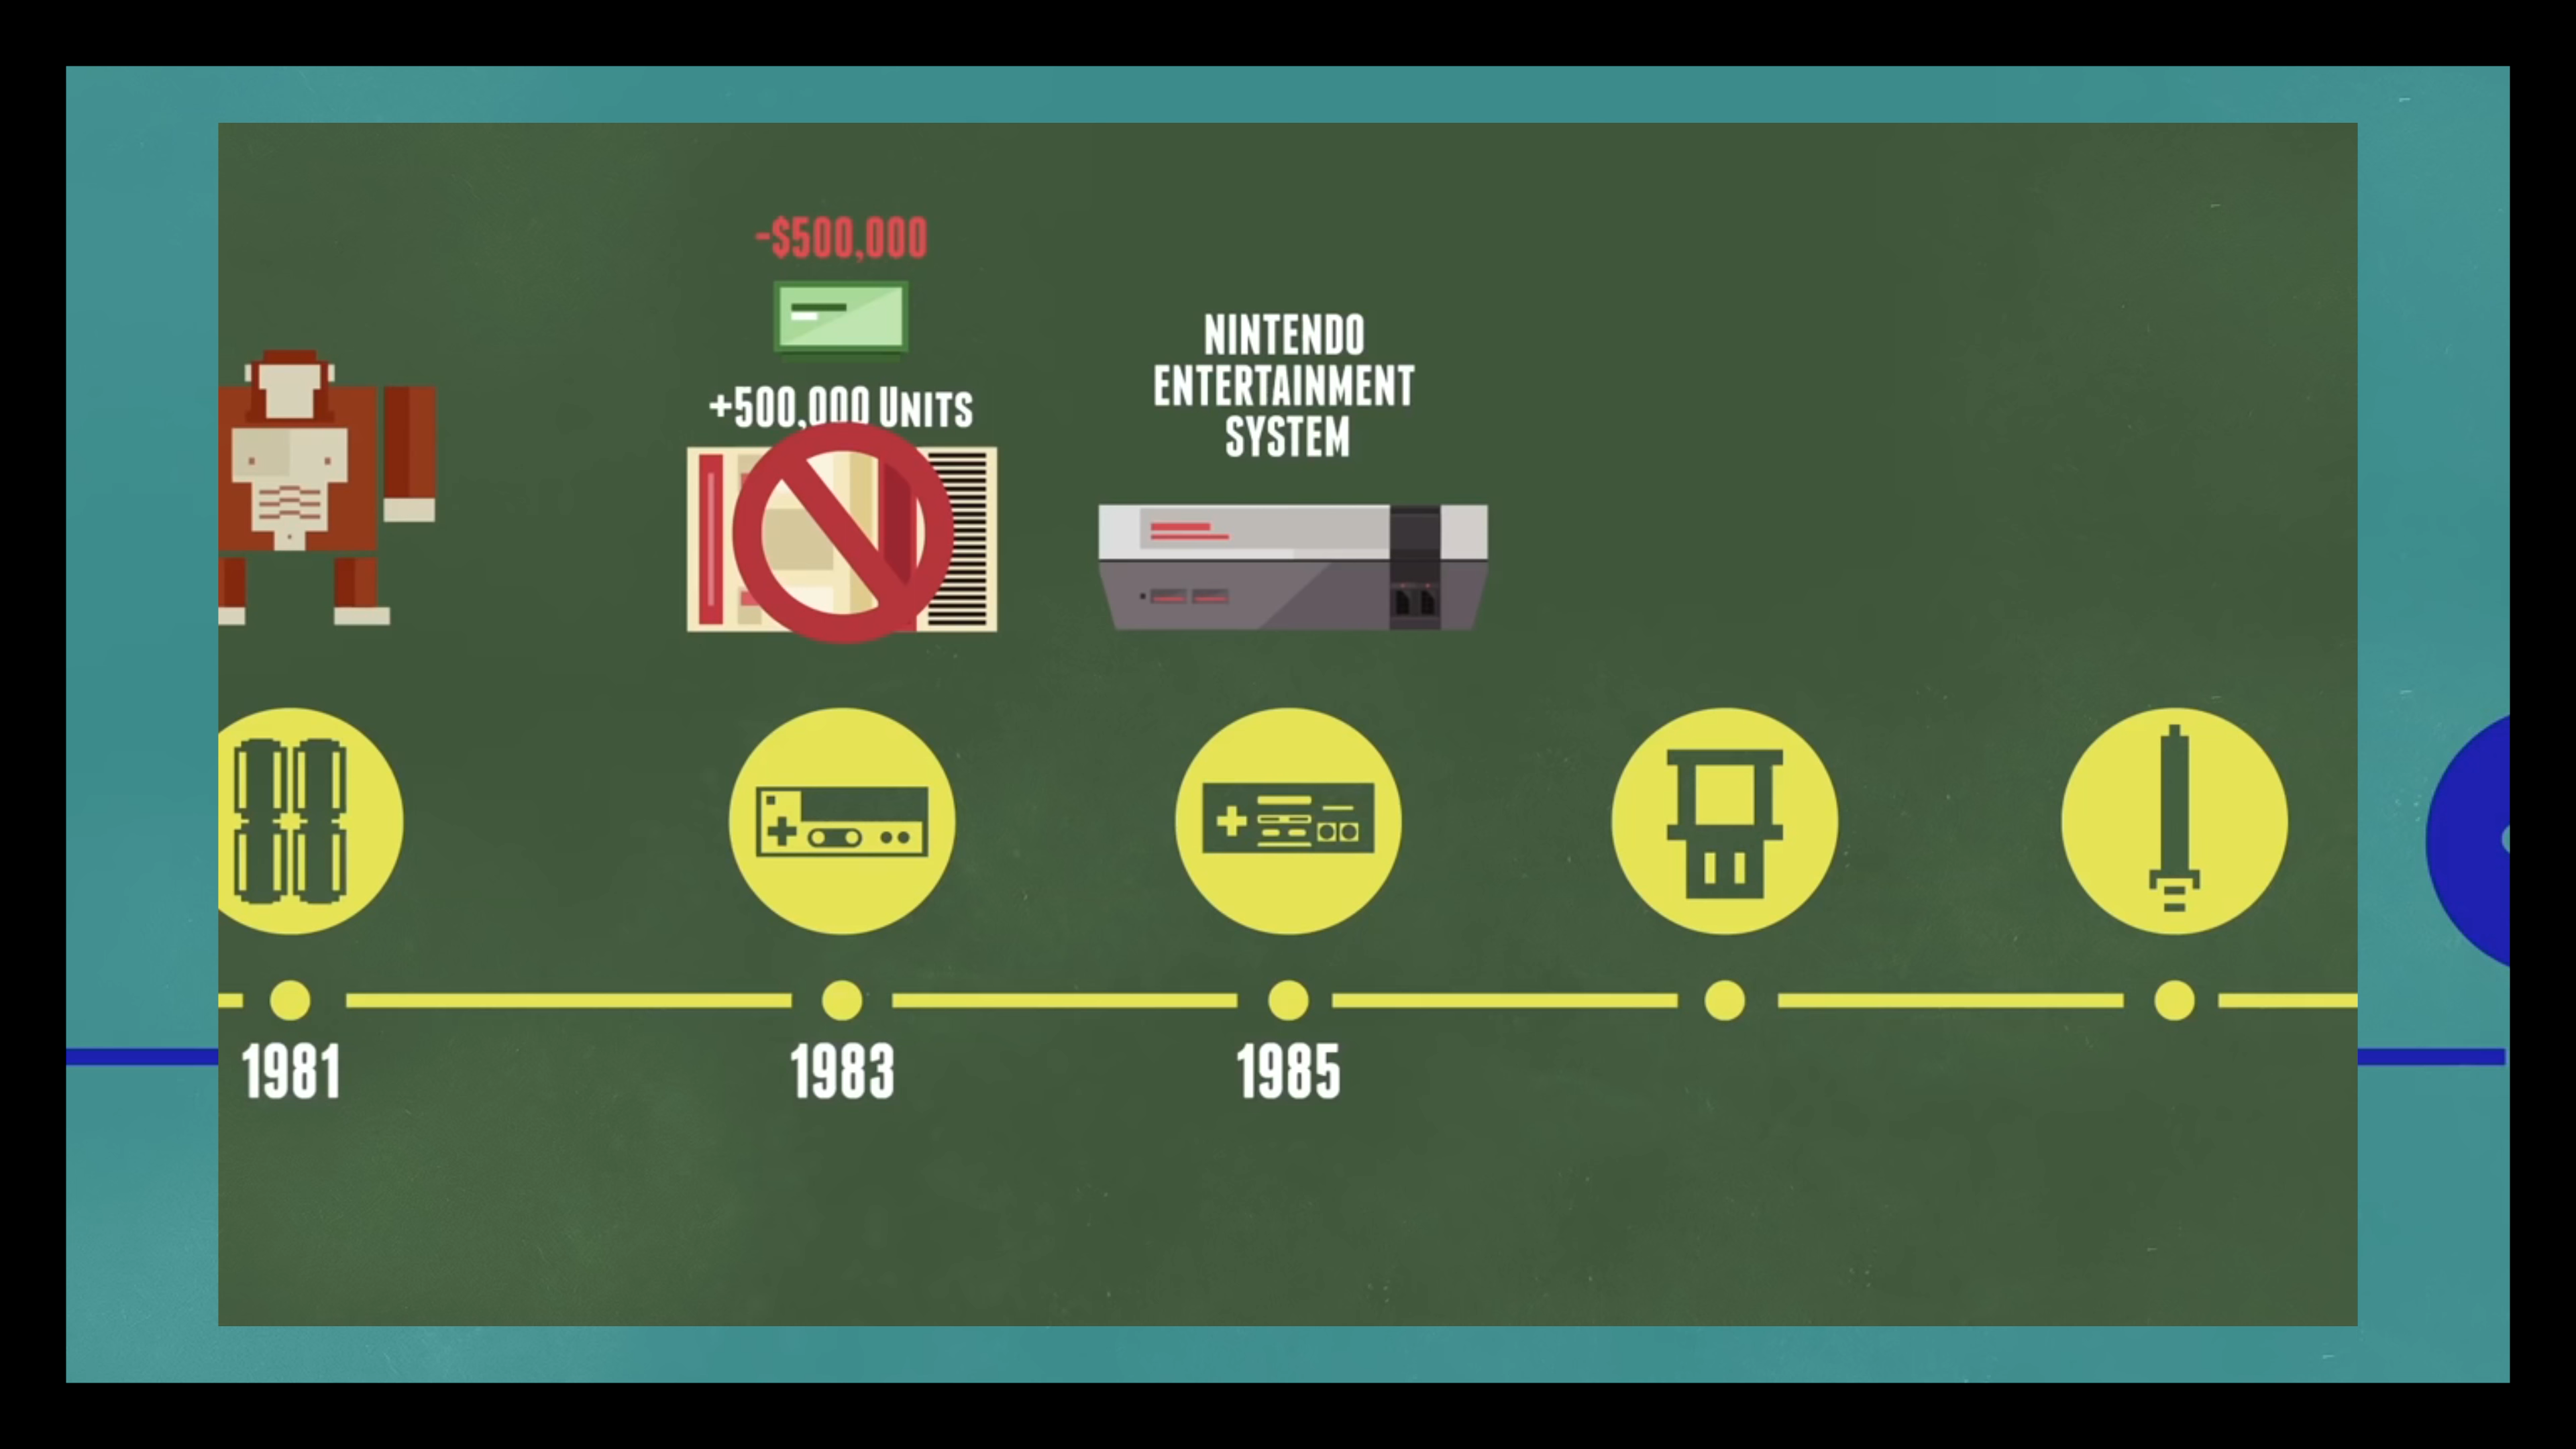 -$500,000
+500,000 UNITS
NINTENDO
ENTERTAINMENT
SYSTEM
1981
1983
1985